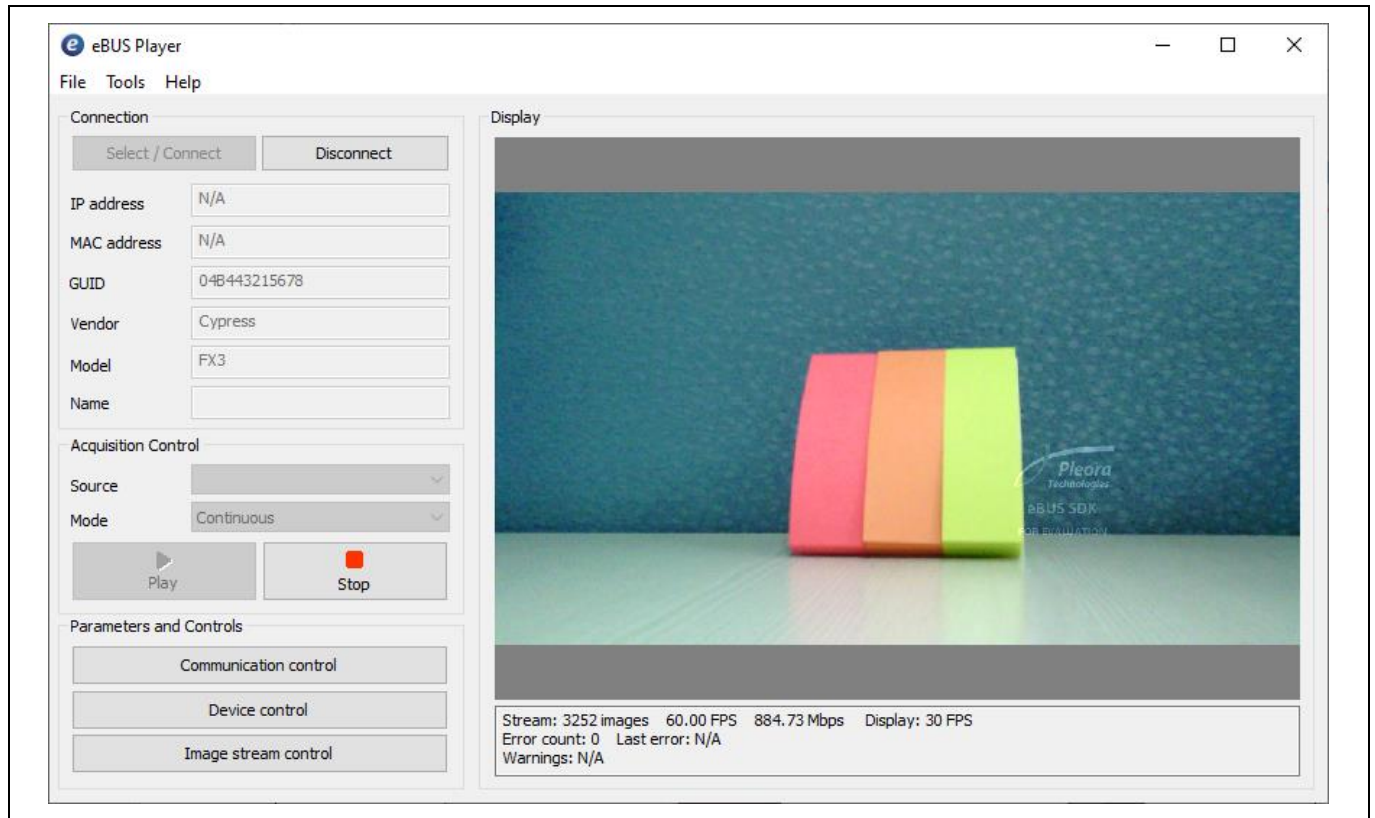 eBUS Player
File Tools Help
Connection
Select / Connect Disconnect
IP address N/A
MAC address N/A
GUID 04B443215678
Vendor Cypress
Model FX3
Name
Acquisition Control
Source
Mode Continuous
Play Stop
Parameters and Controls
Communication control
Device control
Image stream control
Display
Pleora
Technologies
eBUS SDK
FOR EVALUATION
Stream: 3252 images 60.00 FPS 884.73 Mbps Display: 30 FPS
Error count: 0 Last error: N/A
Warnings: N/A